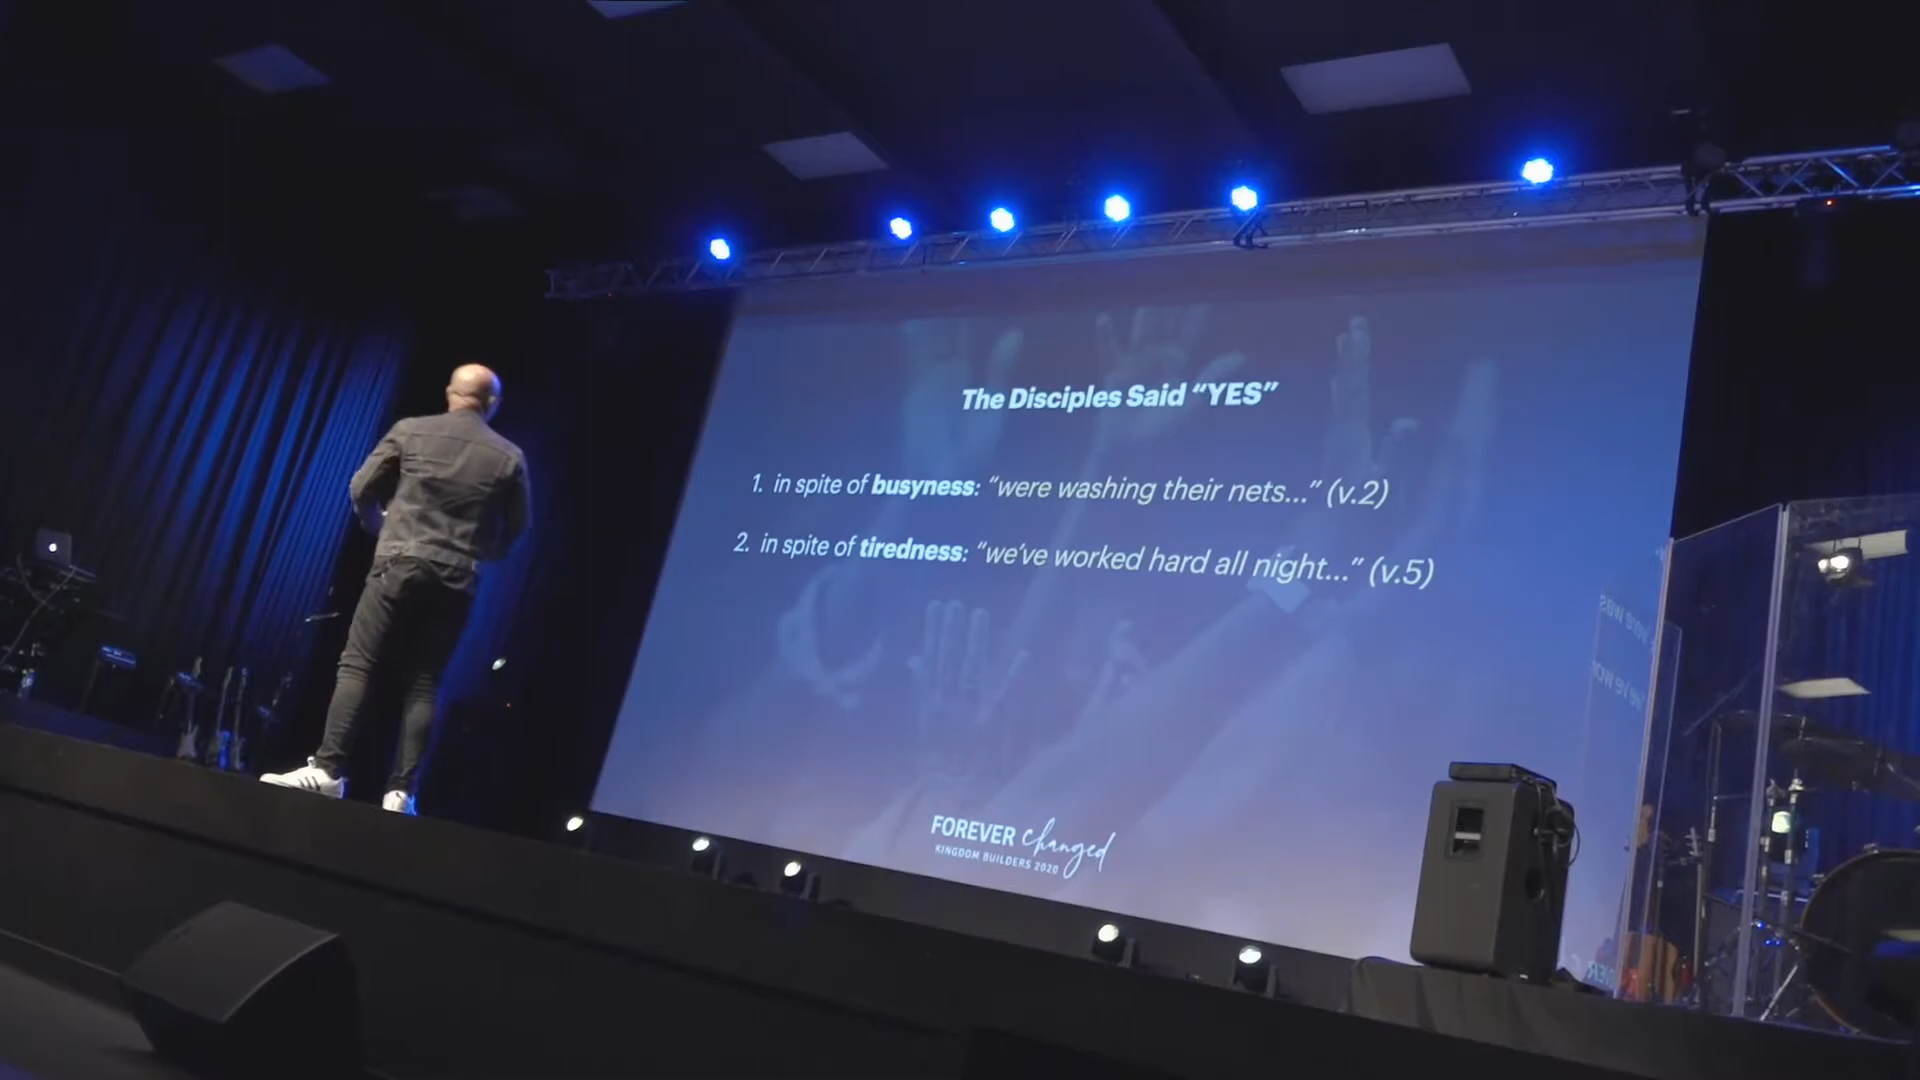 The Disciples Said “YES”
1. in spite of busyness: “were washing their nets...” (v.2)
2. in spite of tiredness: “we’ve worked hard all night...” (v.5)
FOREVER changed
KINGDOM BUILDERS 2020